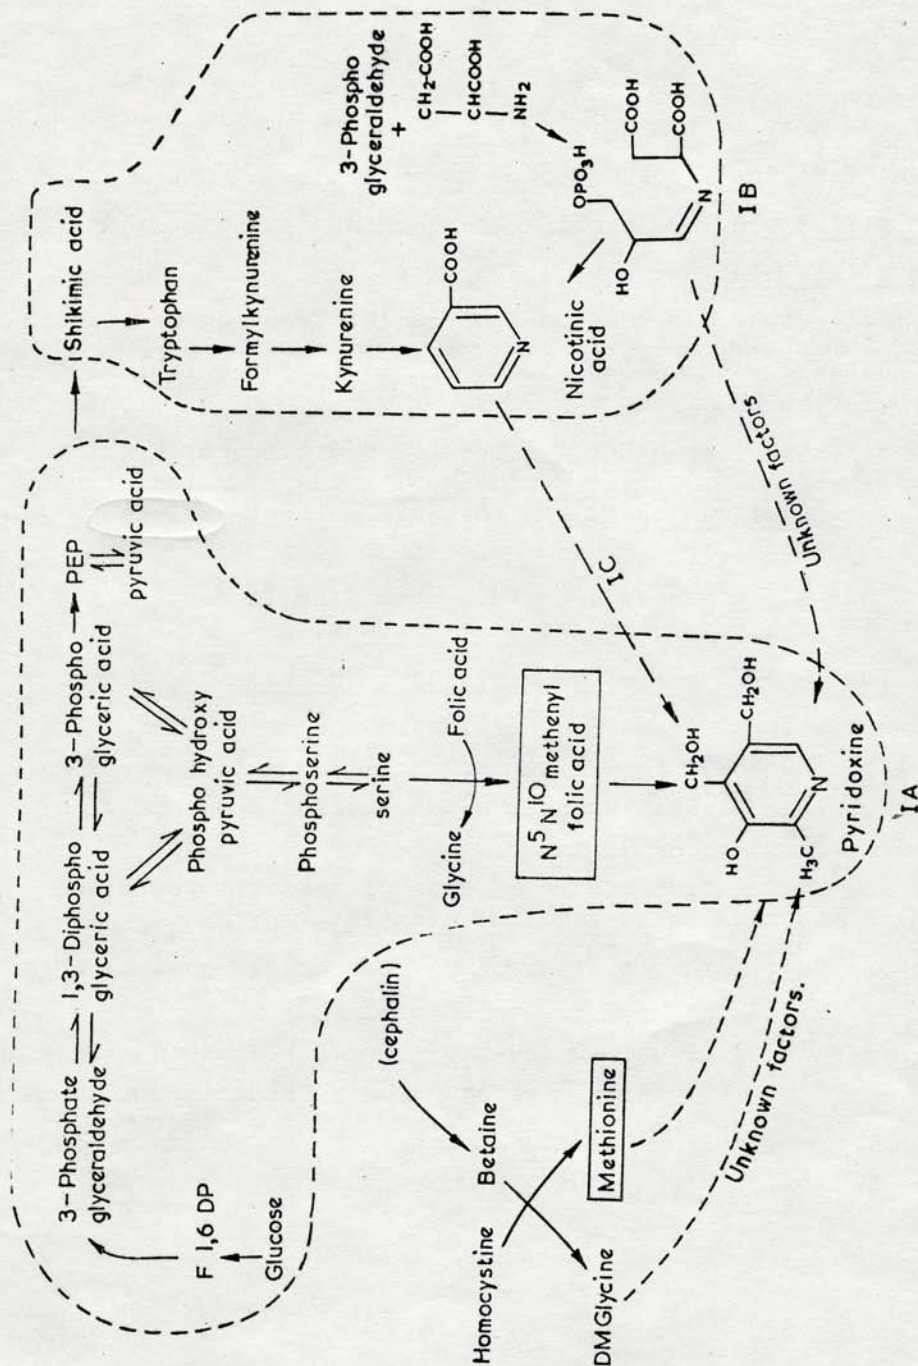 3-Phosphate
glyceraldehyde
1,3-Diphospho
glyceric acid
3-Phospho
glyceric acid
PEP
pyruvic acid
Shikimic acid
F 1,6 DP
Glucose
Phospho hydroxy
pyruvic acid
Phosphoserine
serine
Glycine
Folic acid
N5 N10 methenyl
folic acid
CH2OH
HO
CH2OH
H3C
N
Pyridoxine
IA
(cephalin)
Betaine
Homocystine
Methionine
DMGlycine
Unknown factors.
Tryptophan
Formylkynurenine
Kynurenine
COOH
N
Nicotinic
acid
3-Phospho
glyceraldehyde
+
CH2-COOH
CHCOOH
NH2
OPO3H
HO
N
COOH
COOH
IB
IC
Unknown factors